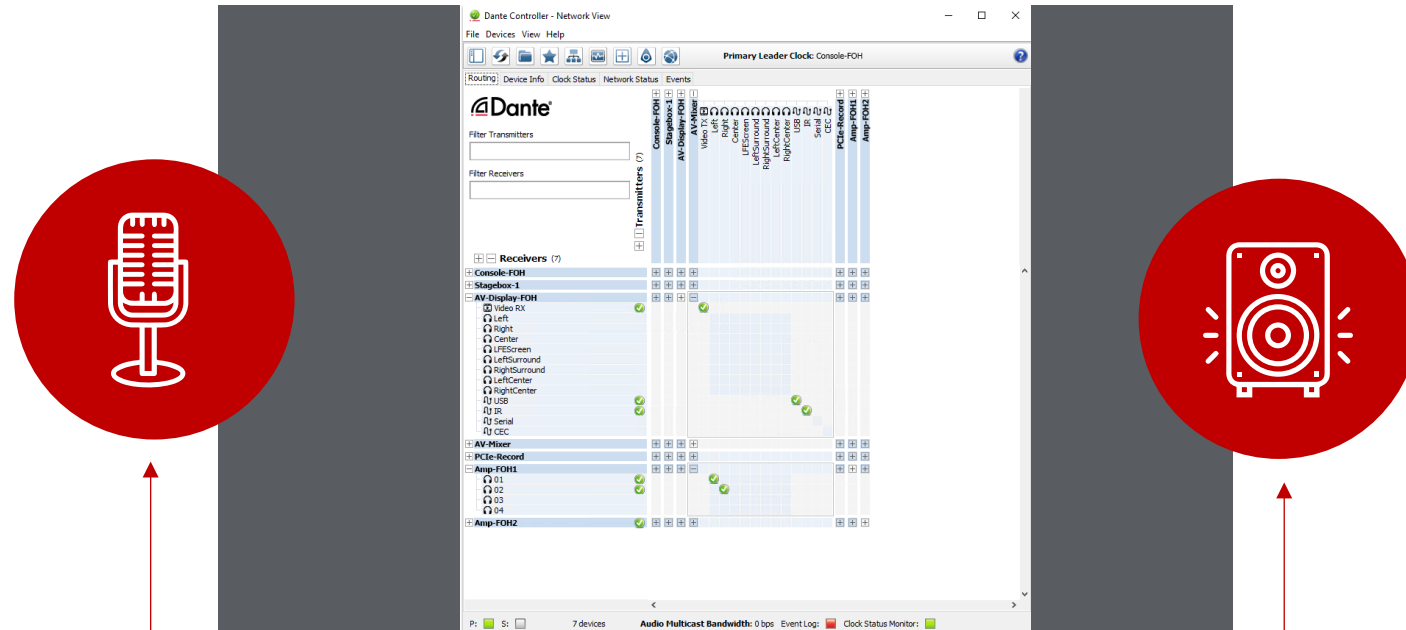 Dante Controller - Network View
File Devices View Help
Primary Leader Clock: Console-FOH
Routing Device Info Clock Status Network Status Events
Dante
Filter Transmitters
Filter Receivers
Transmitters (7)
Console-FOH
Stagebox-1
AV-Display-FOH
AV-Mixer
Video TX
Left
Right
Center
LFEScreen
LeftSurround
RightSurround
LeftCenter
RightCenter
USB
IR
Serial
CEC
PCIe-Record
Amp-FOH1
Amp-FOH2
Receivers (7)
Console-FOH
Stagebox-1
AV-Display-FOH
Video RX
Left
Right
Center
LFEScreen
LeftSurround
RightSurround
LeftCenter
RightCenter
USB
IR
Serial
CEC
AV-Mixer
PCIe-Record
Amp-FOH1
01
02
03
04
Amp-FOH2
P: S: 7 devices Audio Multicast Bandwidth: 0 bps Event Log: Clock Status Monitor: